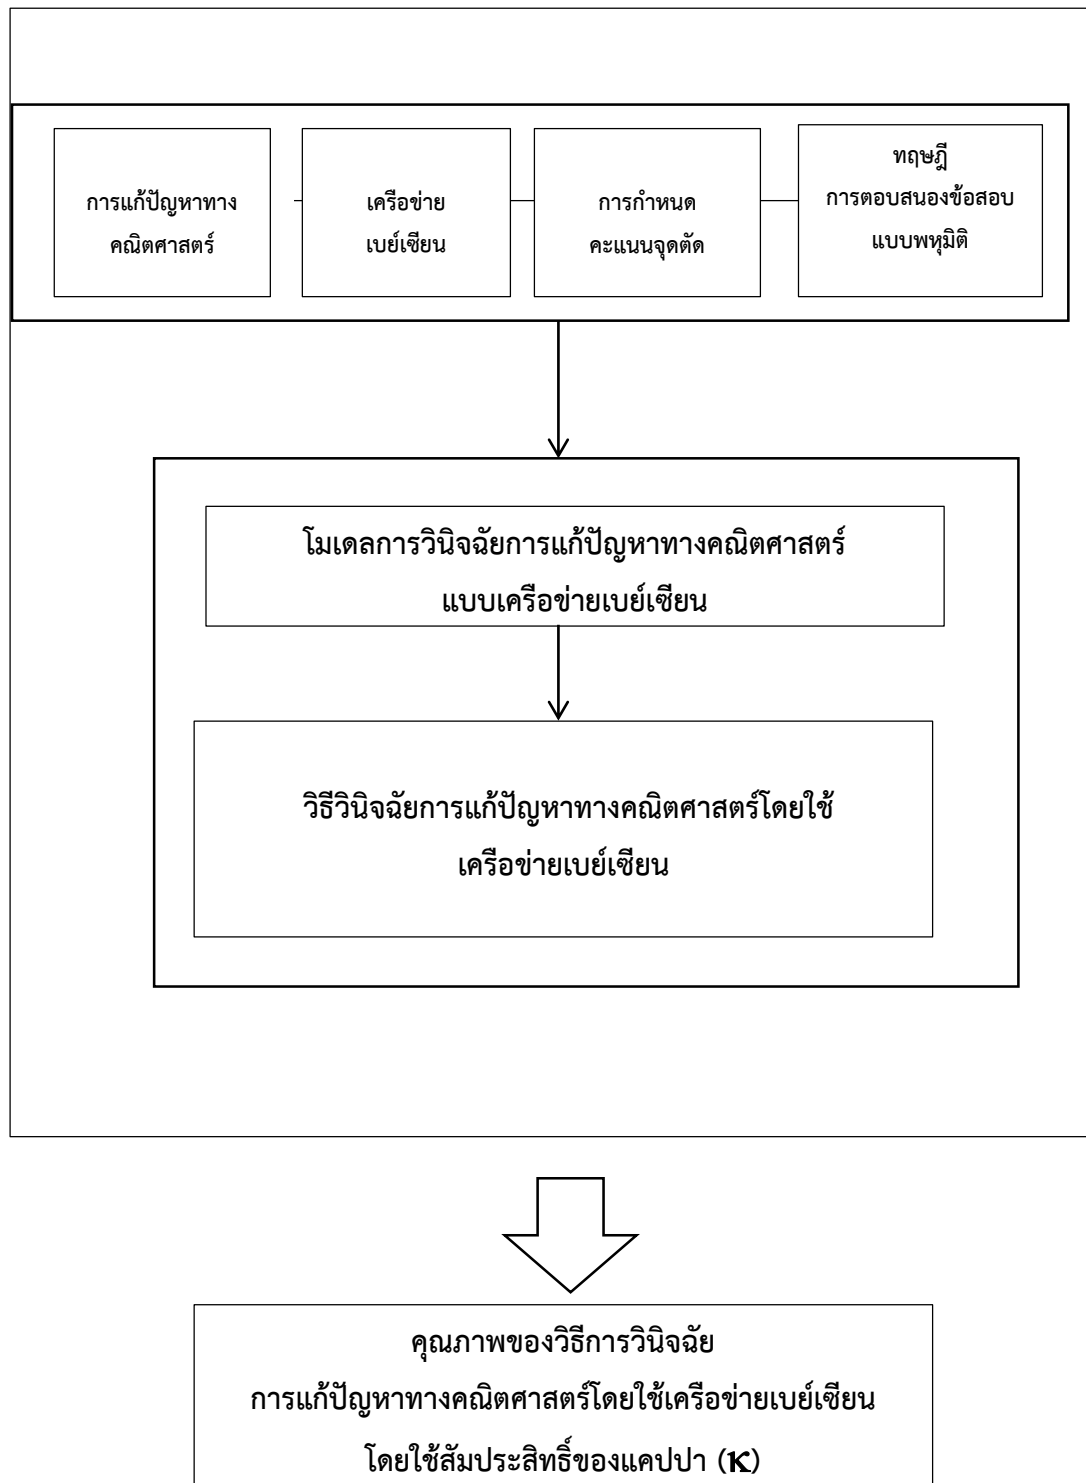 การแก้ปัญหาทาง
คณิตศาสตร์
เครือข่าย
เบย์เซียน
การกำหนด
คะแนนจุดตัด
ทฤษฎี
การตอบสนองข้อสอบ
แบบพหุมิติ
โมเดลการวินิจฉัยการแก้ปัญหาทางคณิตศาสตร์
แบบเครือข่ายเบย์เซียน
วิธีวินิจฉัยการแก้ปัญหาทางคณิตศาสตร์โดยใช้
เครือข่ายเบย์เซียน
คุณภาพของวิธีการวินิจฉัย
การแก้ปัญหาทางคณิตศาสตร์โดยใช้เครือข่ายเบย์เซียน
โดยใช้สัมประสิทธิ์ของแคปปา (κ)